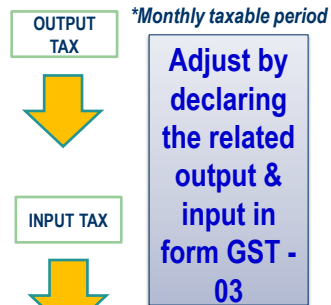 OUTPUT
TAX
*Monthly taxable period
Adjust by
declaring
the related
output &
input in
form GST -
03
INPUT TAX